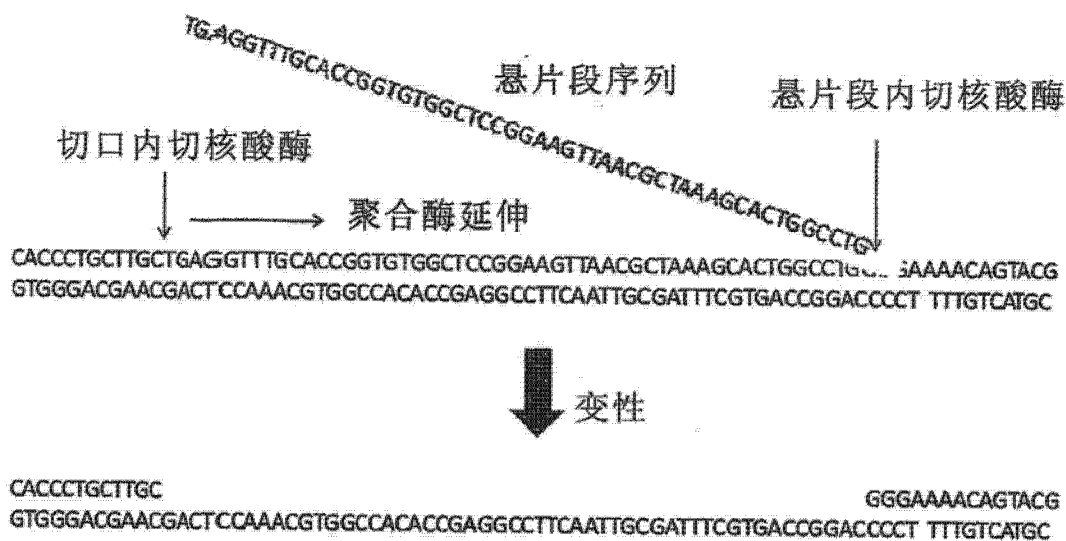 TGAGGTTTGCACCGGTGTGGCTCCGGAAGTTAACGCTAAAGCACTGGCCTG
悬片段序列
悬片段内切核酸酶
切口内切核酸酶
聚合酶延伸
CACCCTGCTTGCTGAGGTTTGCACCGGTGTGGCTCCGGAAGTTAACGCTAAAGCACTGGCCTG GAAAACAGTACG
GTGGGACGAACGACTCCAAACGTGGCCACACCGAGGCCTTCAATTGCGATTTCGTGACCGGACCCCT TTTGTCATGC
变性
CACCCTGCTTGC GGGAAAACAGTACG
GTGGGACGAACGACTCCAAACGTGGCCACACCGAGGCCTTCAATTGCGATTTCGTGACCGGACCCCT TTTGTCATGC